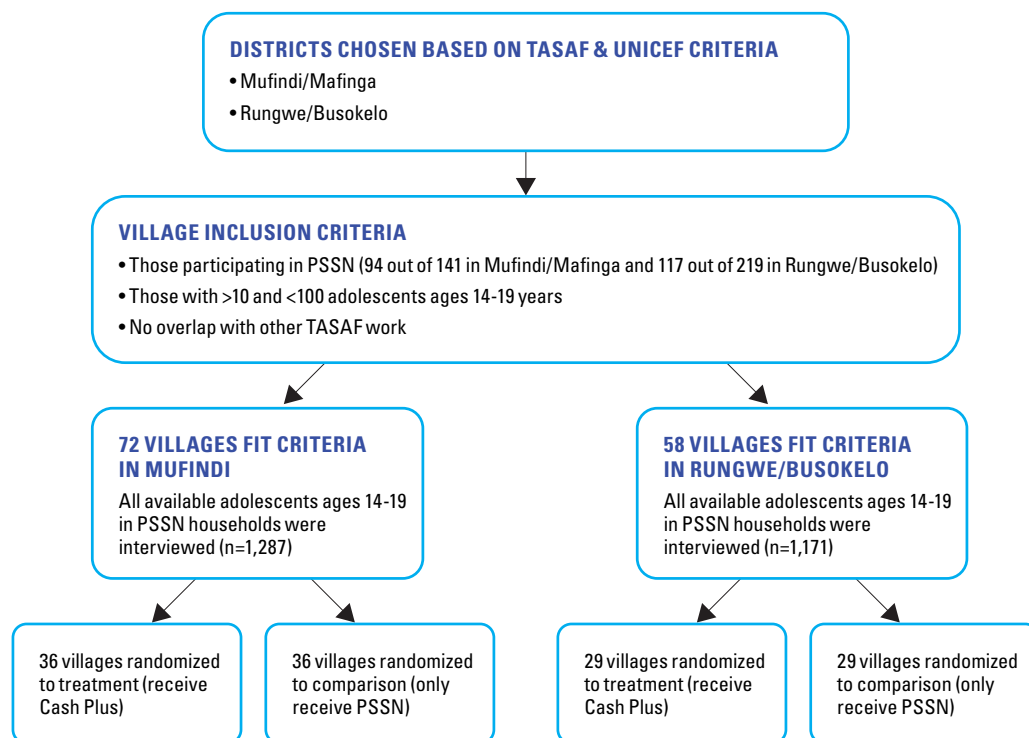 DISTRICTS CHOSEN BASED ON TASAF & UNICEF CRITERIA
• Mufindi/Mafinga
• Rungwe/Busokelo
VILLAGE INCLUSION CRITERIA
• Those participating in PSSN (94 out of 141 in Mufindi/Mafinga and 117 out of 219 in Rungwe/Busokelo)
• Those with >10 and <100 adolescents ages 14-19 years
• No overlap with other TASAF work
72 VILLAGES FIT CRITERIA
IN MUFINDI
All available adolescents ages 14-19
in PSSN households were
interviewed (n=1,287)
58 VILLAGES FIT CRITERIA
IN RUNGWE/BUSOKELO
All available adolescents ages 14-19
in PSSN households were
interviewed (n=1,171)
36 villages randomized
to treatment (receive
Cash Plus)
36 villages randomized
to comparison (only
receive PSSN)
29 villages randomized
to treatment (receive
Cash Plus)
29 villages randomized
to comparison (only
receive PSSN)